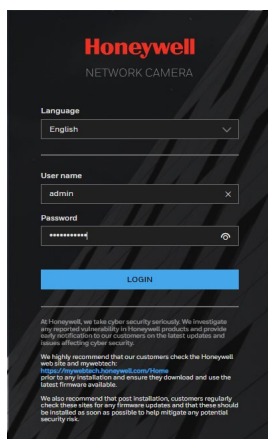 Honeywell
NETWORK CAMERA
Language
English
User name
admin
Password
•••••••••••
LOGIN
At Honeywell, we take cyber security seriously. We investigate
any reported vulnerability in Honeywell products and provide
early notification to our customers on the latest updates and
issues affecting cyber security.
We highly recommend that our customers check the Honeywell
web site and mywebtech:
https://mywebtech.honeywell.com/Home
prior to any installation and ensure they download and use the
latest firmware available.
We also recommend that post installation, customers regularly
check these sites for any firmware updates and that these should
be installed as soon as possible to help mitigate any potential
security risk.